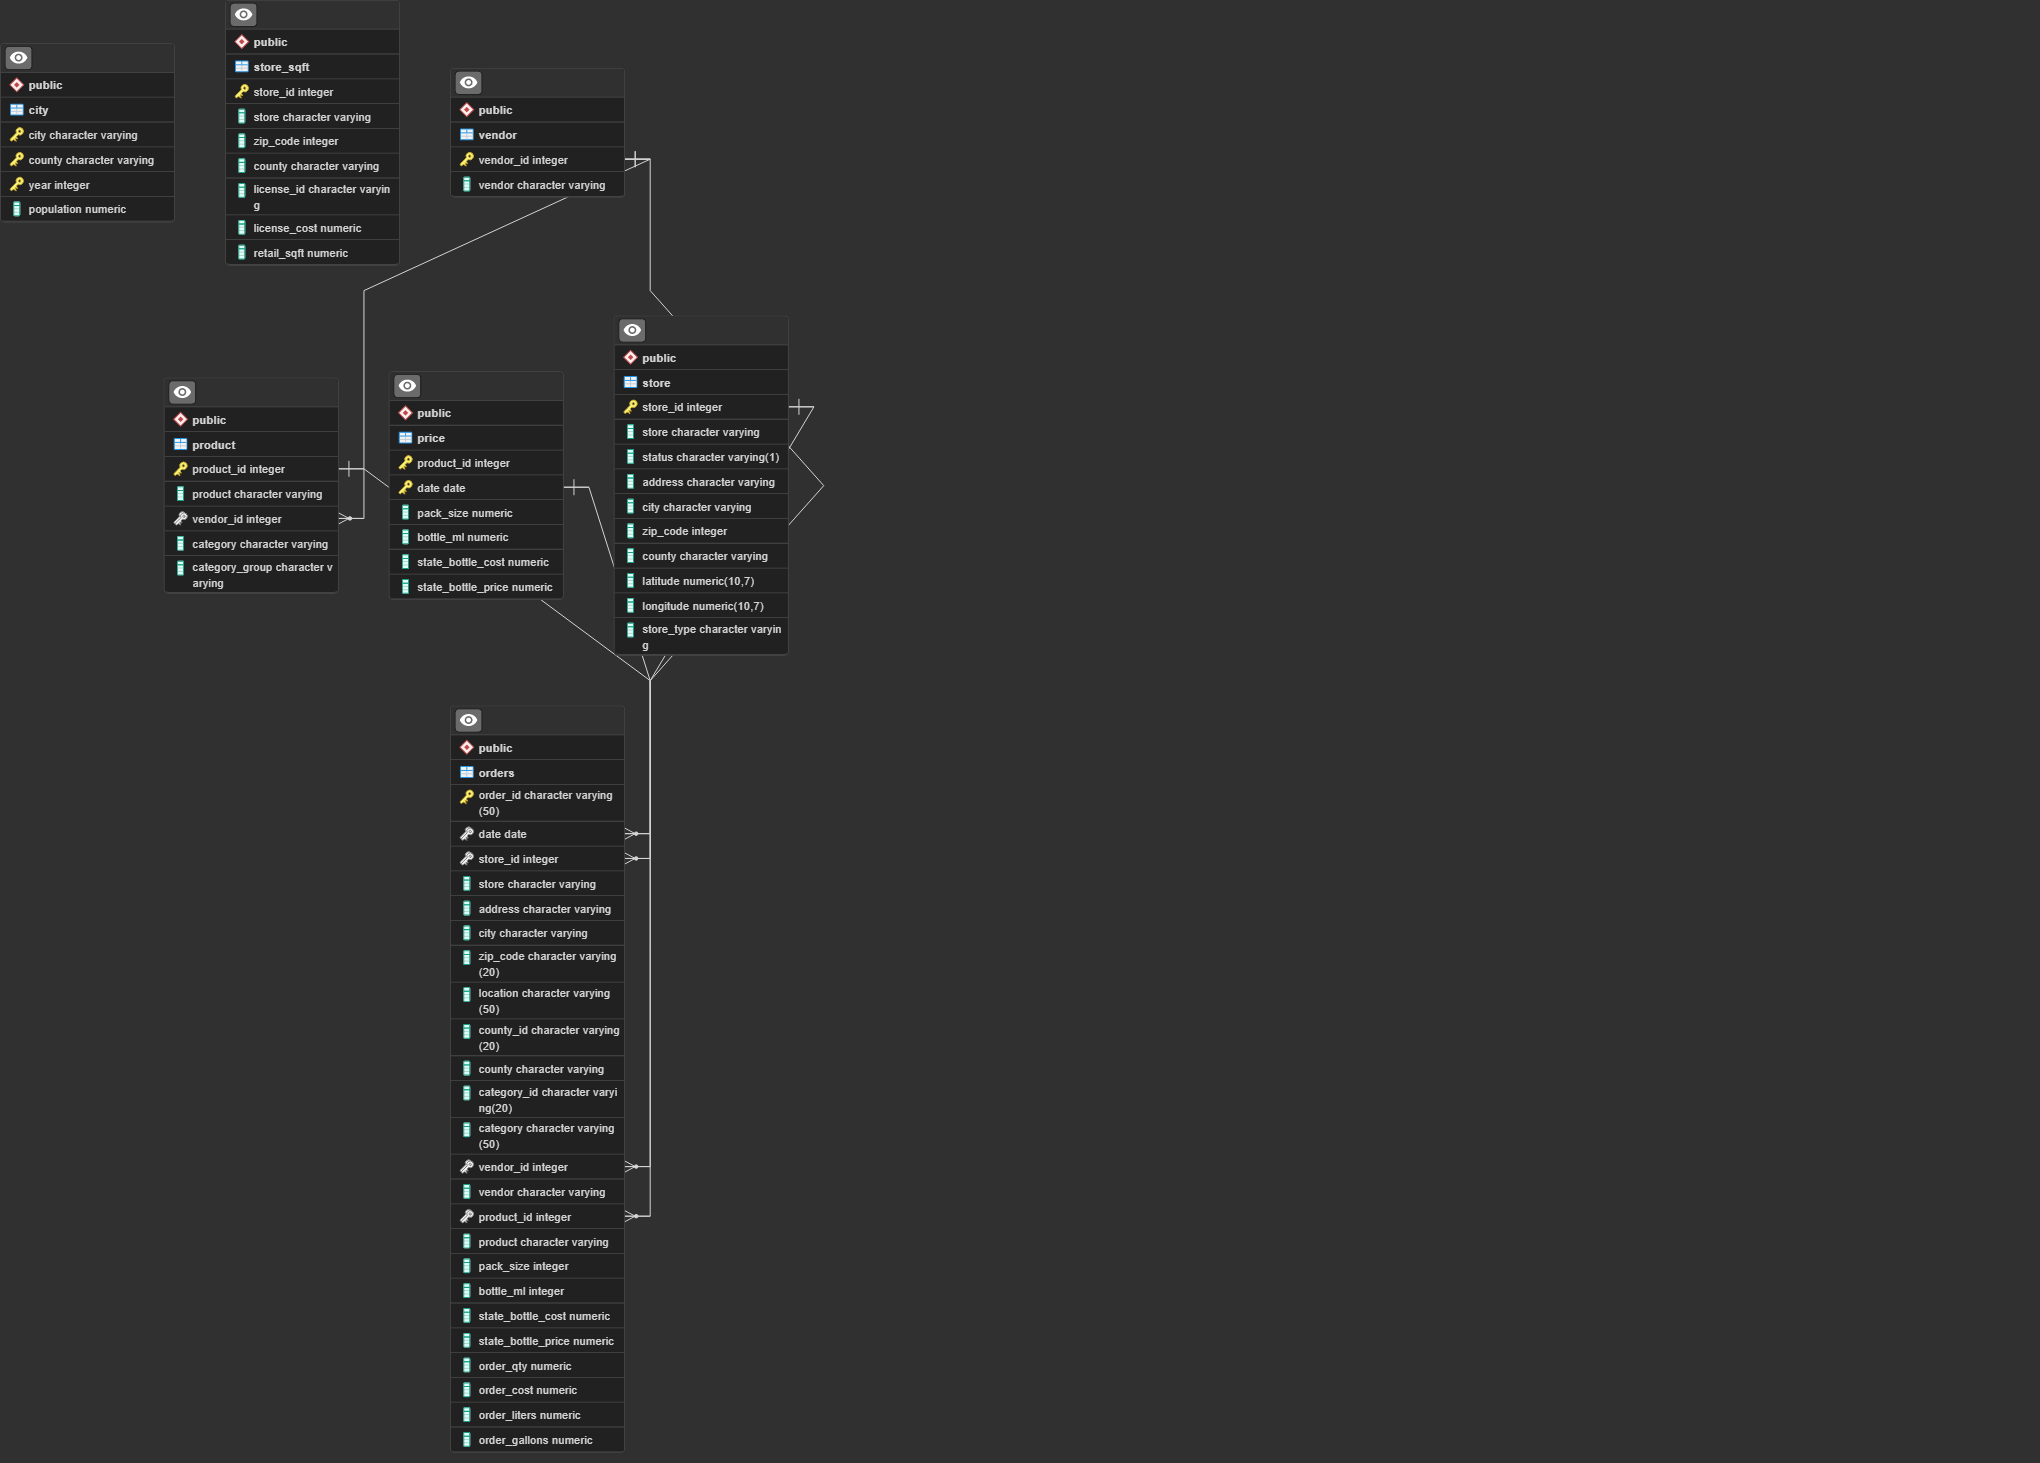 public
city
city character varying
county character varying
year integer
population numeric
public
store_sqft
store_id integer
store character varying
zip_code integer
county character varying
license_id character varyin
g
license_cost numeric
retail_sqft numeric
public
vendor
vendor_id integer
vendor character varying
public
product
product_id integer
product character varying
vendor_id integer
category character varying
category_group character v
arying
public
price
product_id integer
date date
pack_size numeric
bottle_ml numeric
state_bottle_cost numeric
state_bottle_price numeric
public
store
store_id integer
store character varying
status character varying(1)
address character varying
city character varying
zip_code integer
county character varying
latitude numeric(10,7)
longitude numeric(10,7)
store_type character varyin
g
public
orders
order_id character varying
(50)
date date
store_id integer
store character varying
address character varying
city character varying
zip_code character varying
(20)
location character varying
(50)
county_id character varying
(20)
county character varying
category_id character varyi
ng(20)
category character varying
(50)
vendor_id integer
vendor character varying
product_id integer
product character varying
pack_size integer
bottle_ml integer
state_bottle_cost numeric
state_bottle_price numeric
order_qty numeric
order_cost numeric
order_liters numeric
order_gallons numeric